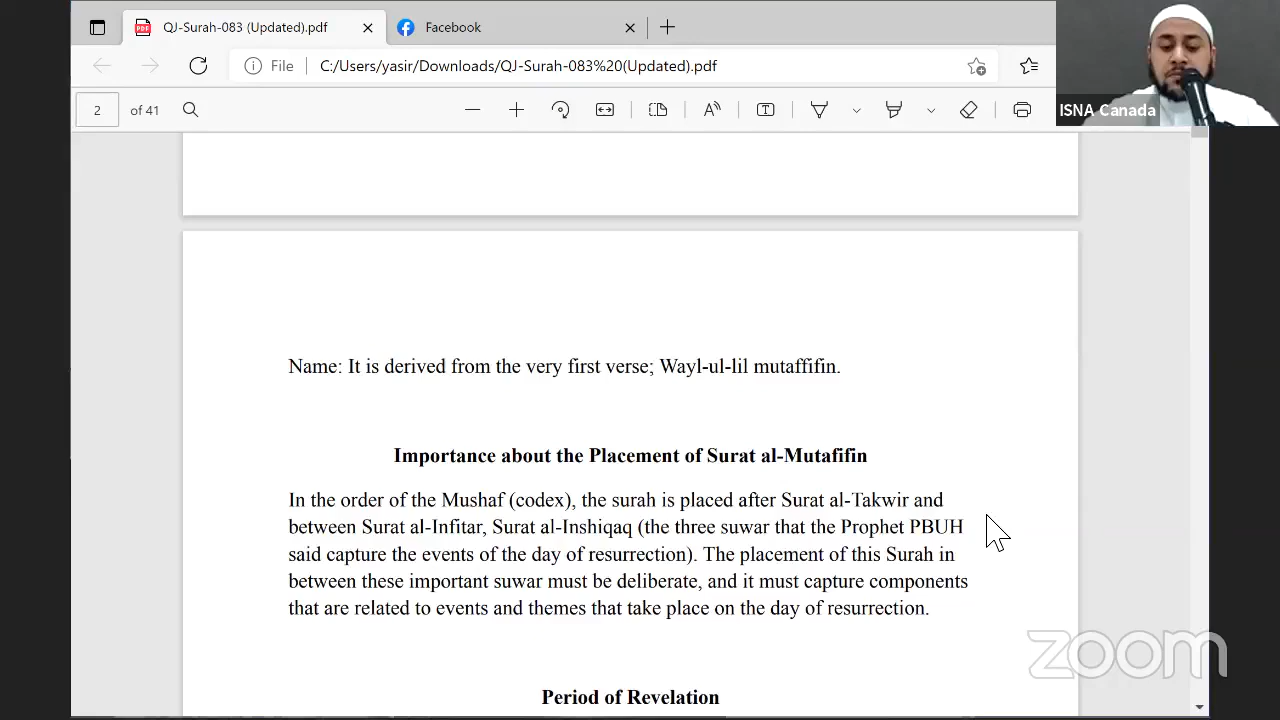 QJ-Surah-083 (Updated).pdf
Facebook
File
C:/Users/yasir/Downloads/QJ-Surah-083%20(Updated).pdf
2 of 41
ISNA Canada
Name: It is derived from the very first verse; Wayl-ul-lil mutaffifin.
Importance about the Placement of Surat al-Mutafifin
In the order of the Mushaf (codex), the surah is placed after Surat al-Takwir and
between Surat al-Infitar, Surat al-Inshiqaq (the three suwar that the Prophet PBUH
said capture the events of the day of resurrection). The placement of this Surah in
between these important suwar must be deliberate, and it must capture components
that are related to events and themes that take place on the day of resurrection.
zoom
Period of Revelation